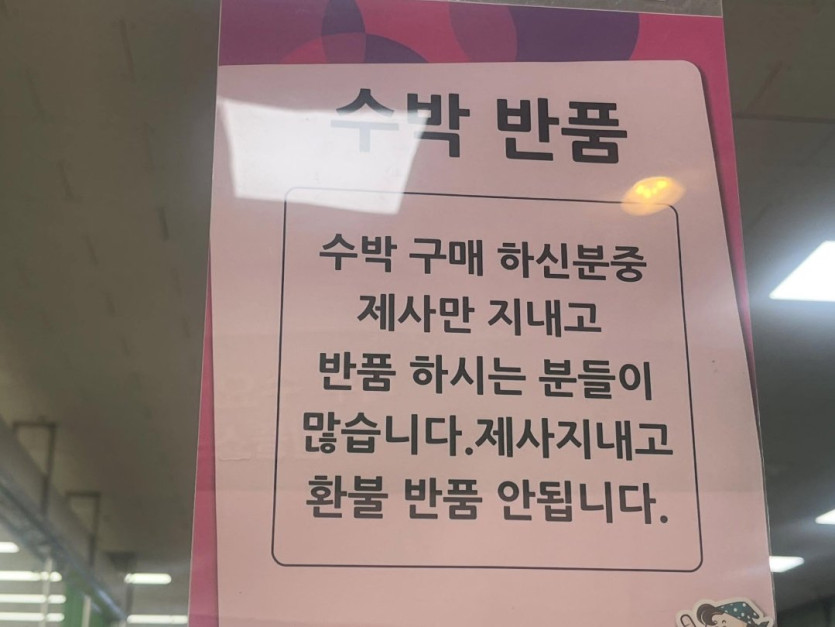 수박 반품
수박 구매 하신분중
제사만 지내고
반품 하시는 분들이
많습니다.제사지내고
환불 반품 안됩니다.